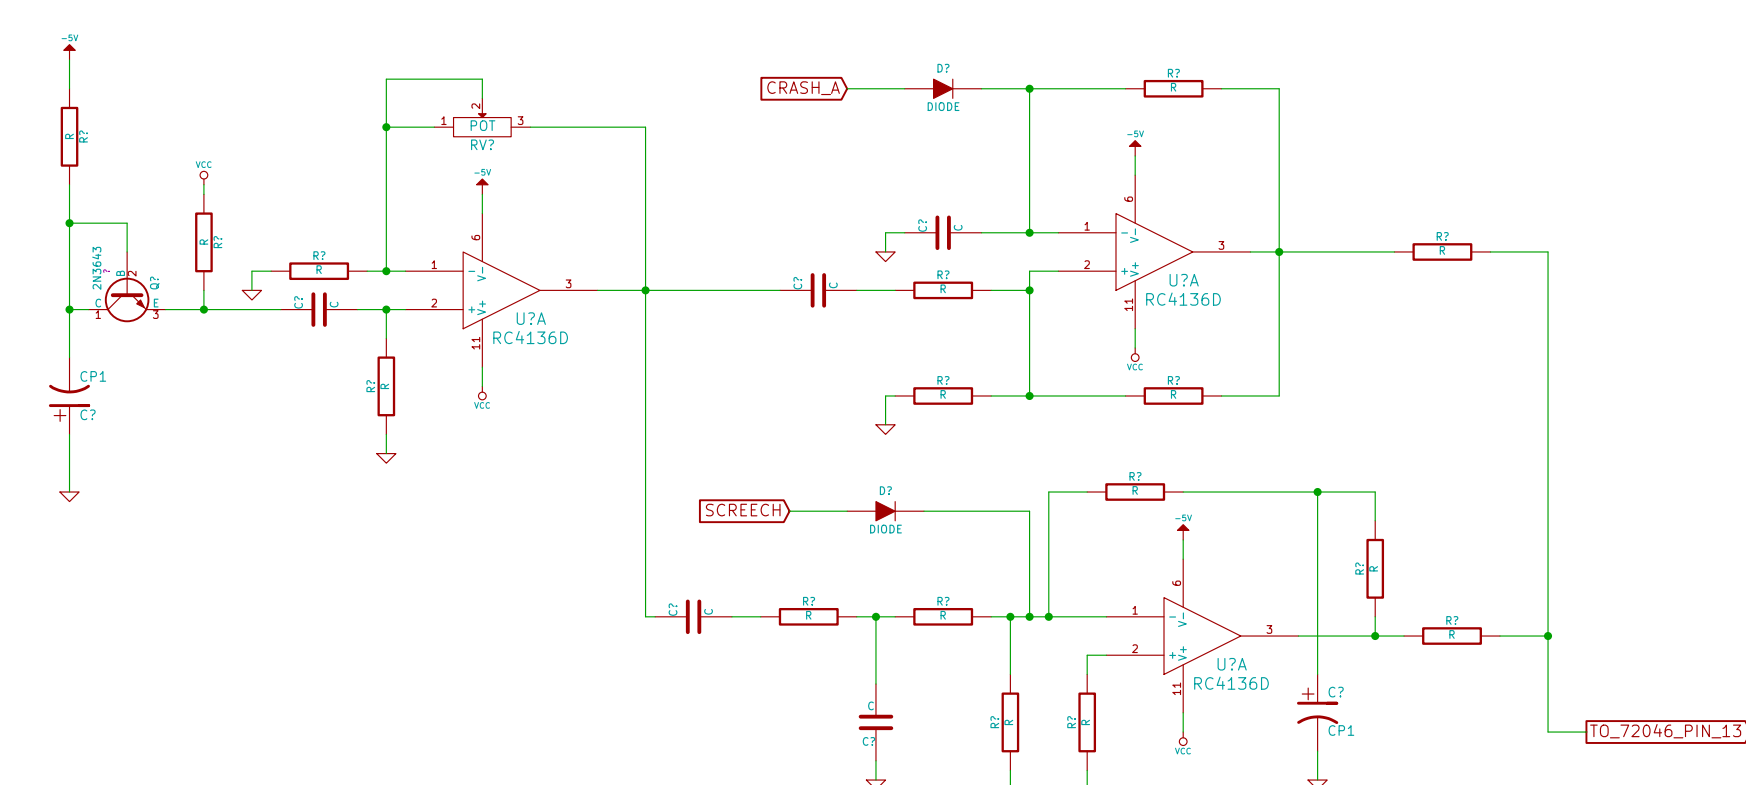 -5V
R
R?
2N3643
?
B
2
Q?
C
1
E
3
CP1
C?
VCC
R
R?
R?
R
C?
C
R?
R
2
1
POT
3
RV?
-5V
6
V-
1
-
2
+
V+
3
11
U?A
RC4136D
VCC
CRASH_A
D?
DIODE
R?
R
-5V
6
V-
1
-
2
+
V+
3
11
U?A
RC4136D
VCC
C?
C
C?
C
R?
R
R?
R
R?
R
R?
R
SCREECH
D?
DIODE
R?
R
-5V
6
V-
1
-
2
+
V+
3
11
U?A
RC4136D
VCC
R?
R
R?
R
C?
C
R?
R
R?
R
C
C?
R?
R
R?
R
C?
CP1
TO_72046_PIN_13